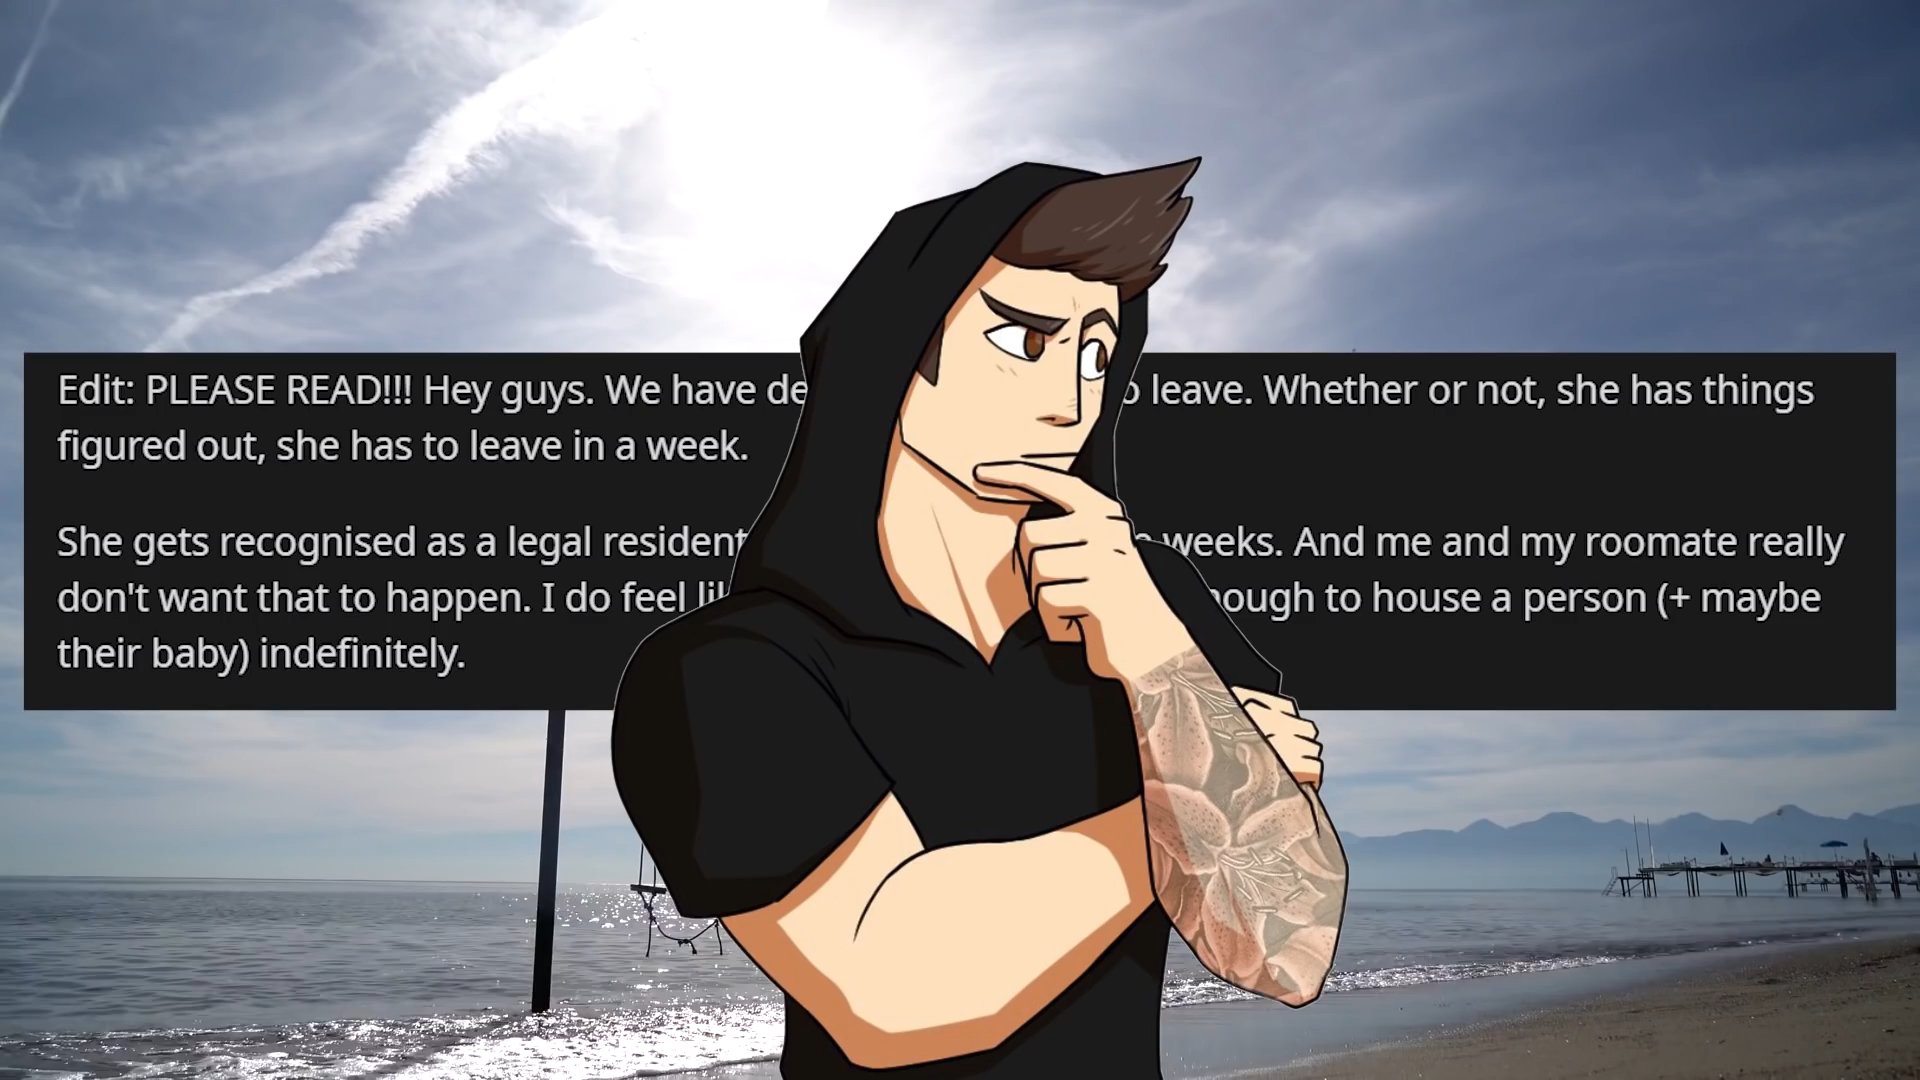 Edit: PLEASE READ!!! Hey guys. We have leave. Whether or not, she has things
figured out, she has to leave in a week.
She gets recognised as a legal resident weeks. And me and my roomate really
don't want that to happen. I do feel to house a person (+ maybe
their baby) indefinitely.